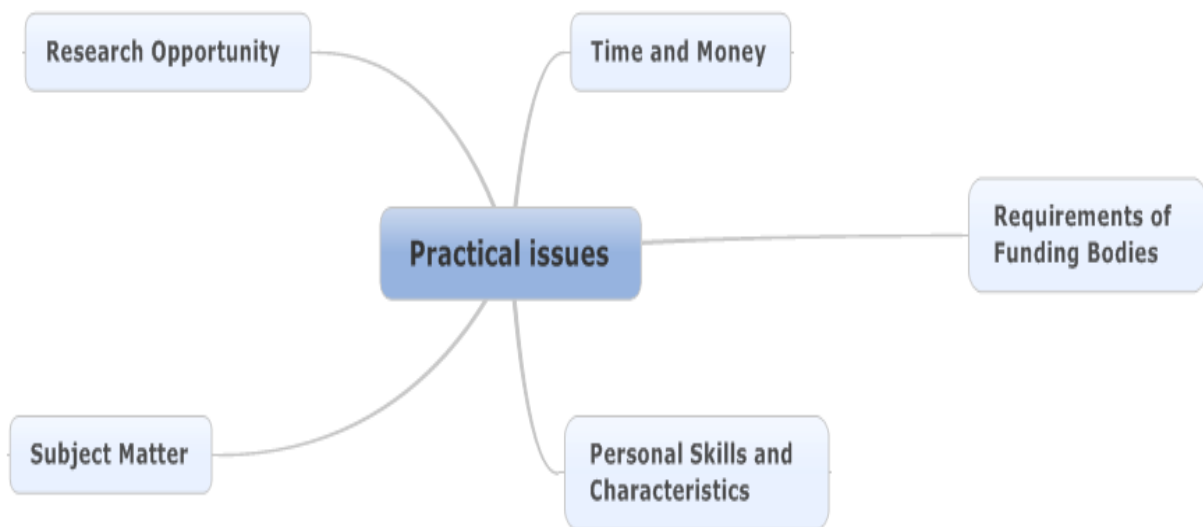 Research Opportunity
Time and Money
Practical issues
Requirements of
Funding Bodies
Subject Matter
Personal Skills and
Characteristics